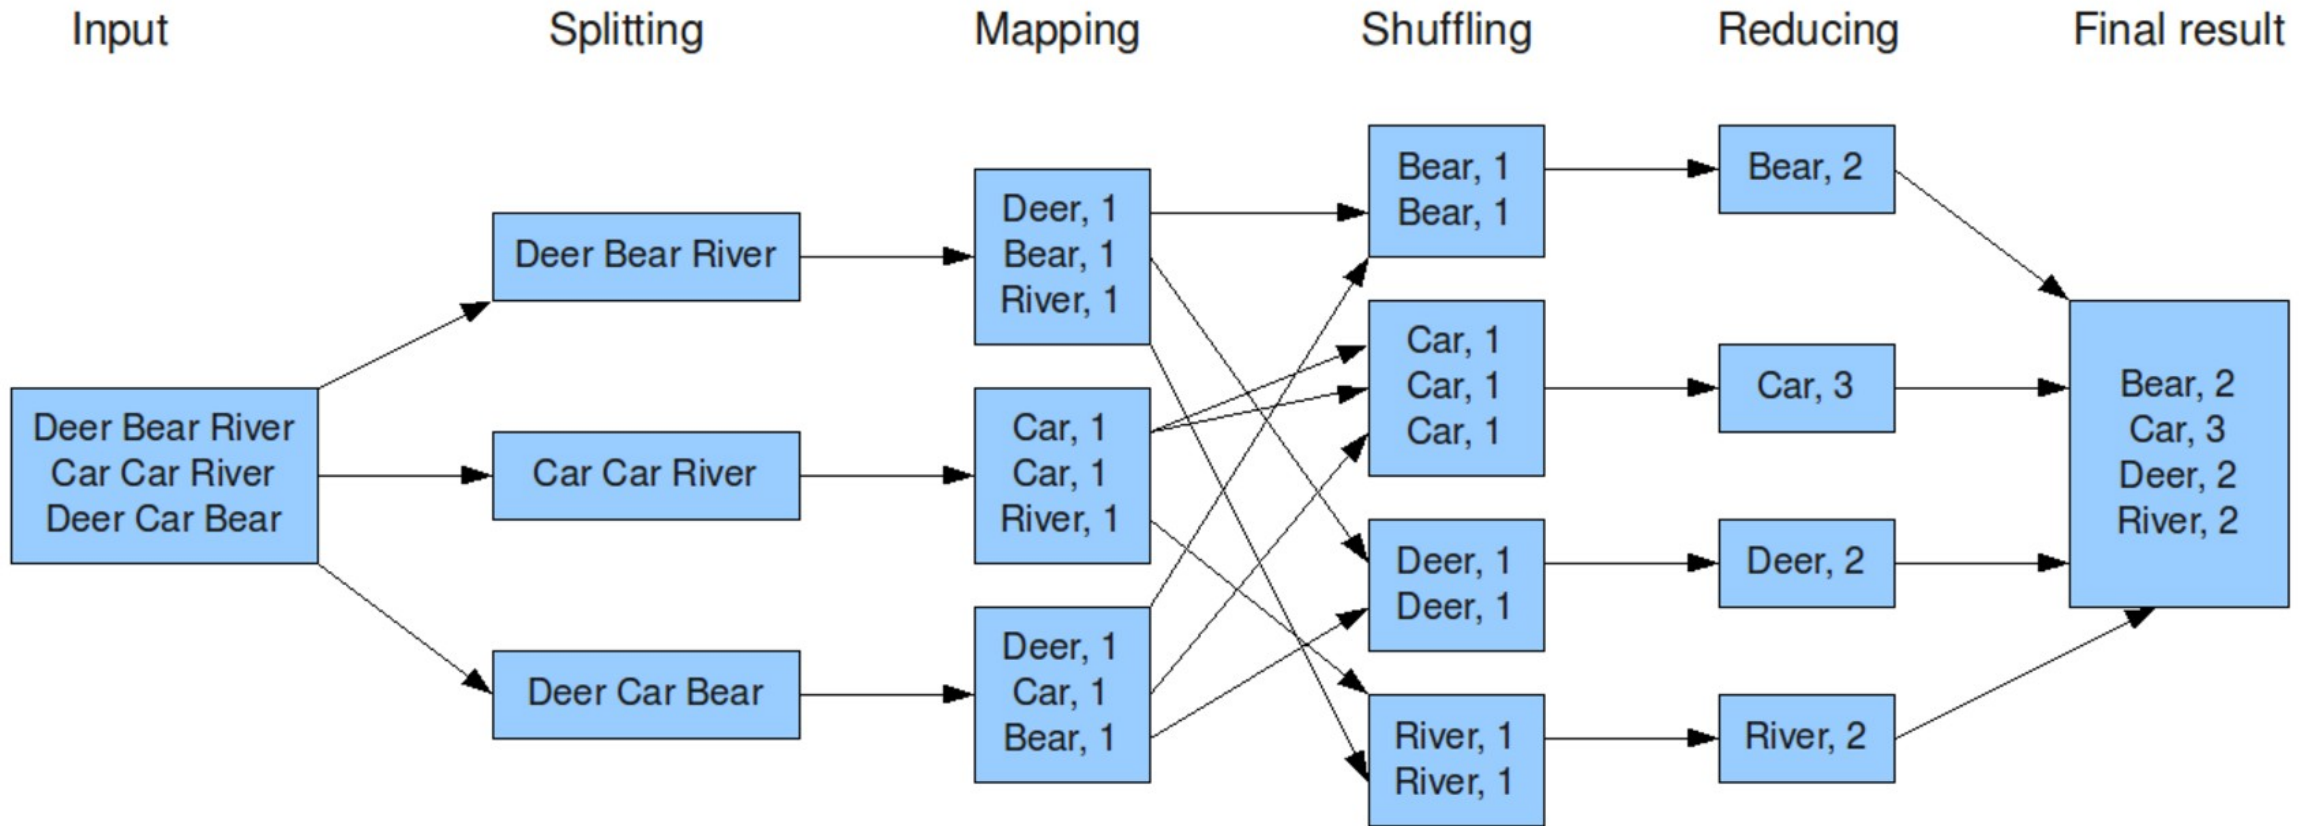 Input
Splitting
Mapping
Shuffling
Reducing
Final result
Deer Bear River
Car Car River
Deer Car Bear
Deer Bear River
Car Car River
Deer Car Bear
Deer, 1
Bear, 1
River, 1
Car, 1
Car, 1
River, 1
Deer, 1
Car, 1
Bear, 1
Bear, 1
Bear, 1
Car, 1
Car, 1
Car, 1
Deer, 1
Deer, 1
River, 1
River, 1
Bear, 2
Car, 3
Deer, 2
River, 2
Bear, 2
Car, 3
Deer, 2
River, 2